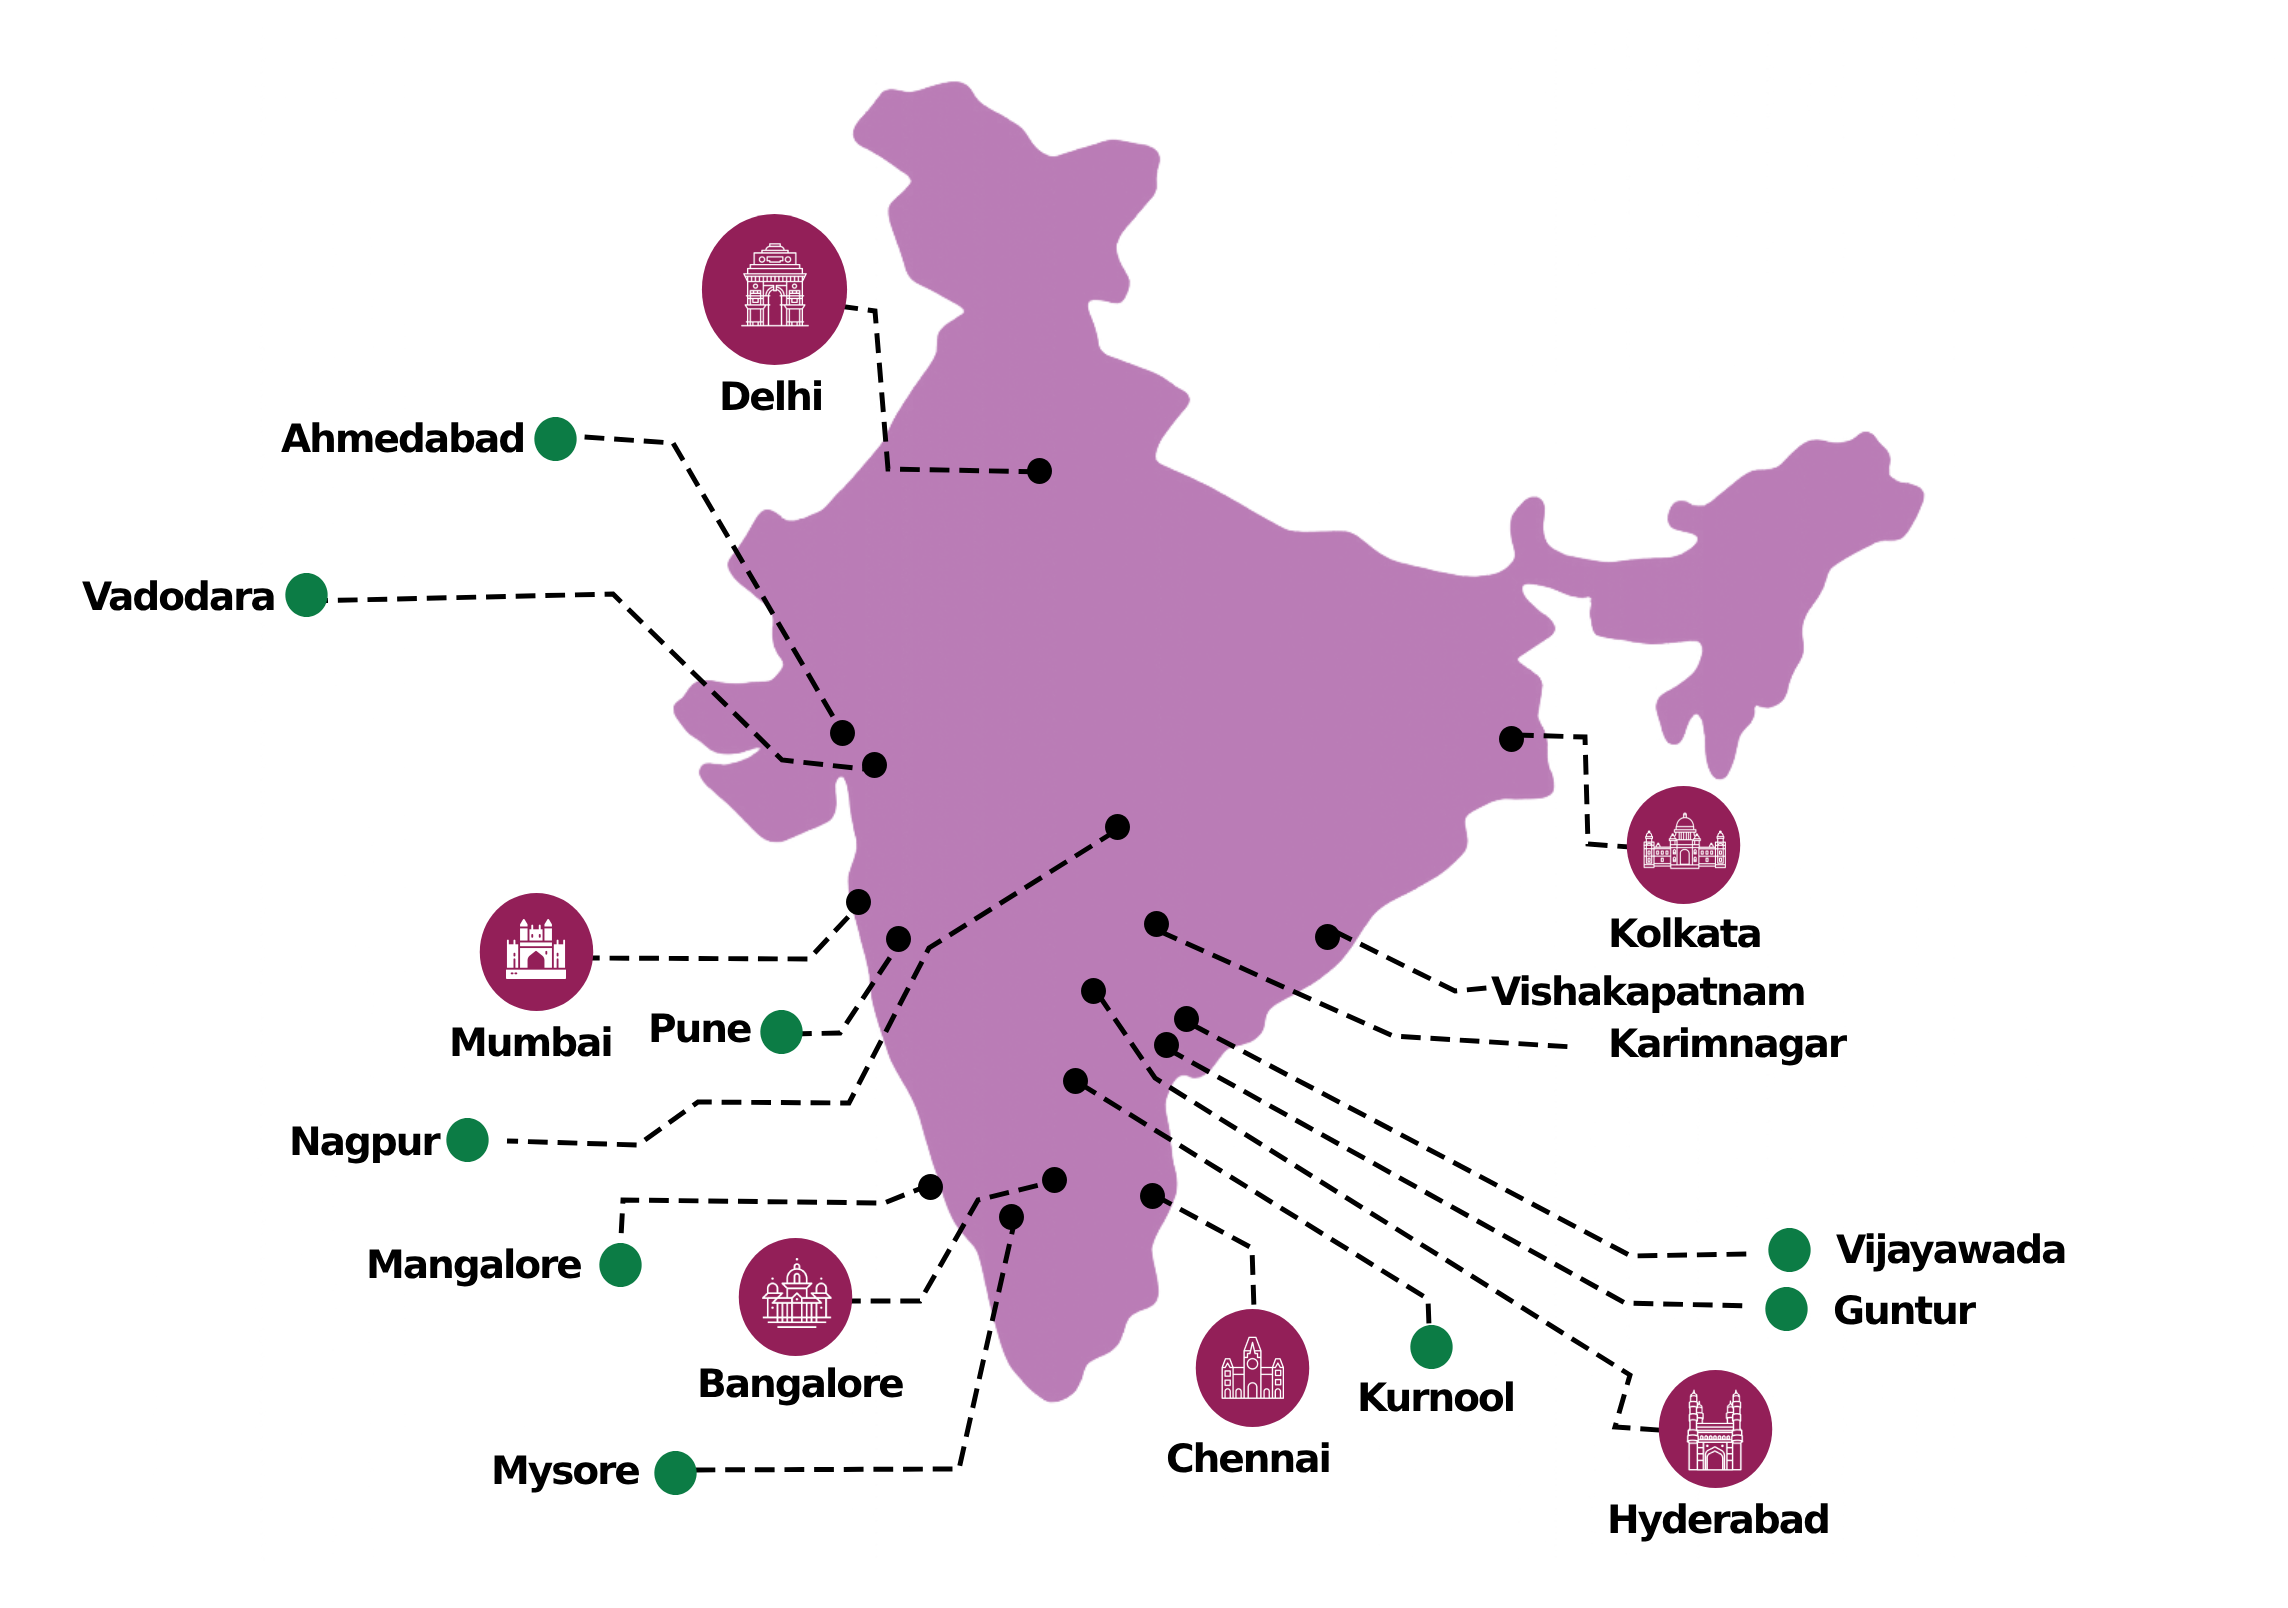 Delhi
Ahmedabad
Vadodara
Kolkata
Vishakapatnam
Mumbai
Pune
Karimnagar
Nagpur
Mangalore
Vijayawada
Guntur
Bangalore
Kurnool
Chennai
Mysore
Hyderabad